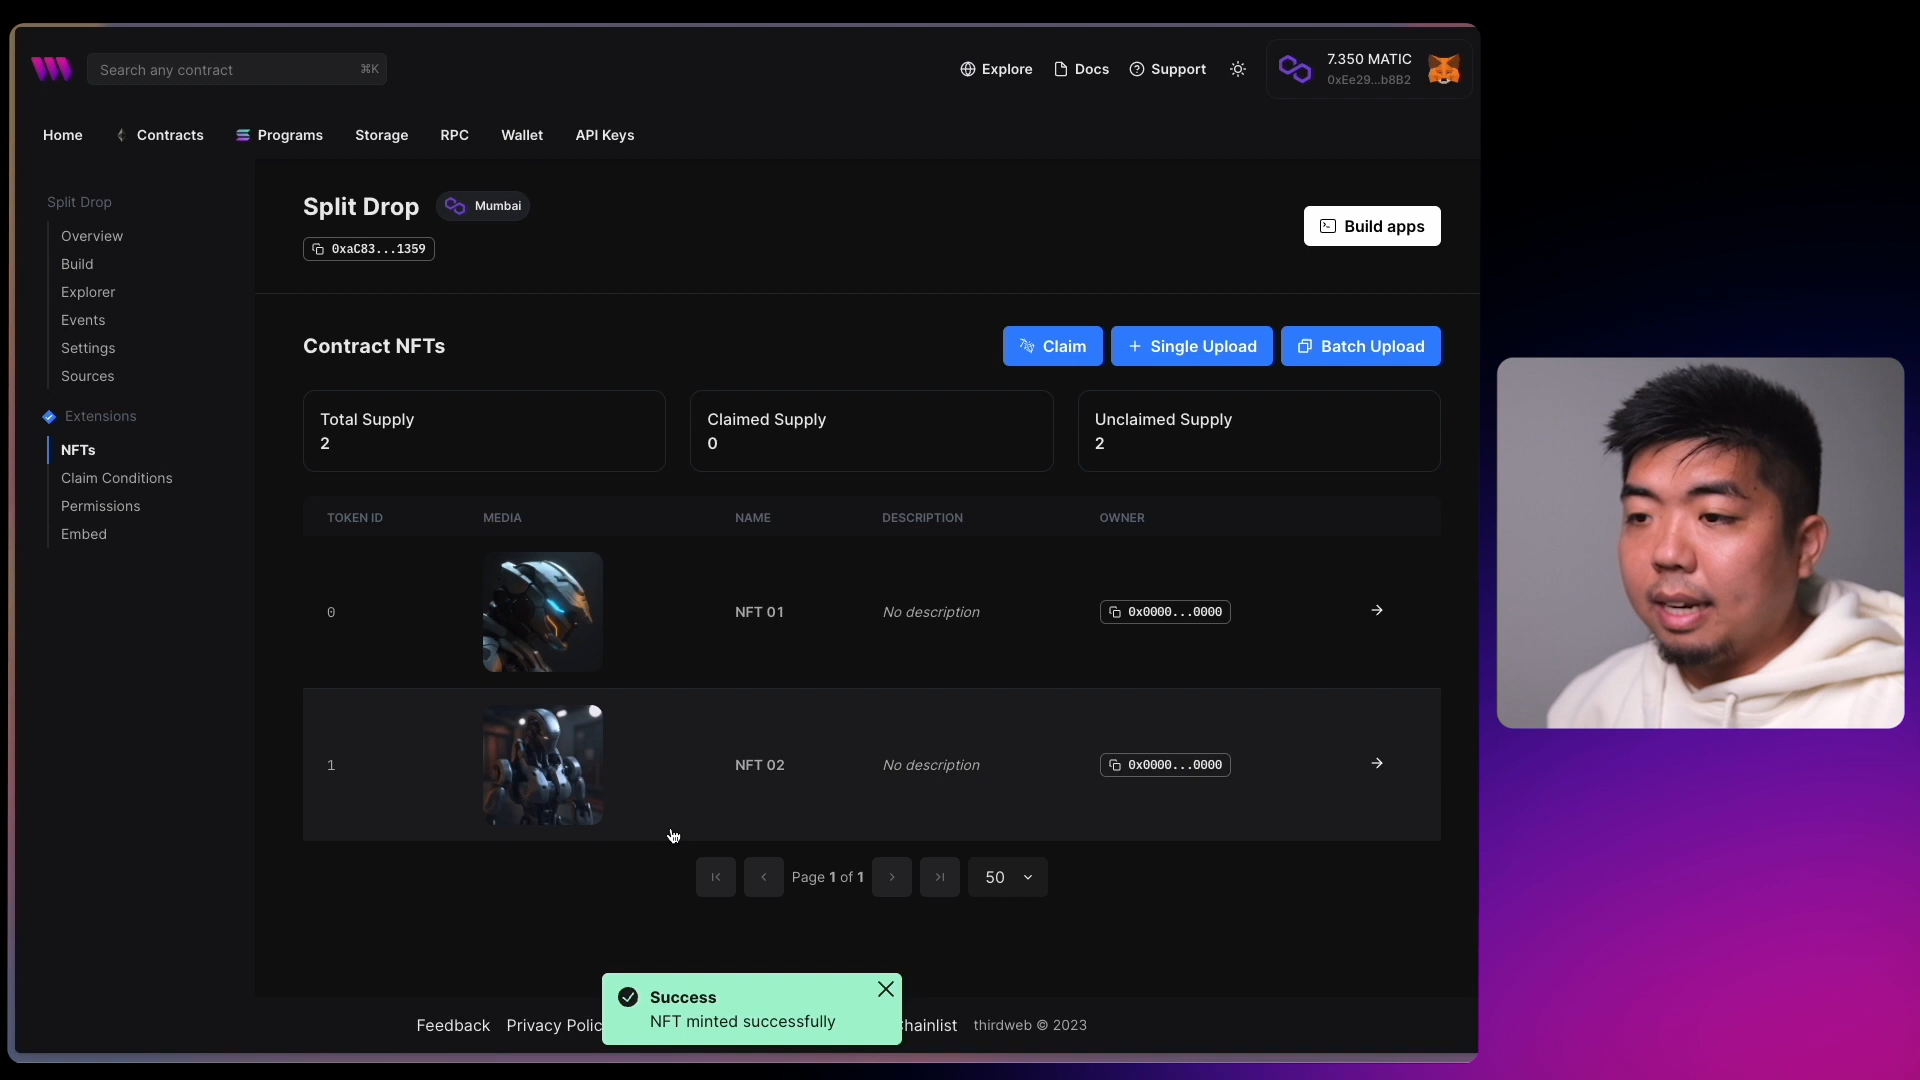 Search any contract
⌘K
Explore
Docs
Support
7.350 MATIC
0xEe29...b8B2
Home
Contracts
Programs
Storage
RPC
Wallet
API Keys
Split Drop
Overview
Build
Explorer
Events
Settings
Sources
Extensions
NFTs
Claim Conditions
Permissions
Embed
Split Drop
Mumbai
0xaC83...1359
Build apps
Contract NFTs
Claim
Single Upload
Batch Upload
Total Supply
2
Claimed Supply
0
Unclaimed Supply
2
TOKEN ID
MEDIA
NAME
DESCRIPTION
OWNER
0
NFT 01
No description
0x0000...0000
1
NFT 02
No description
0x0000...0000
Page 1 of 1
50
Success
NFT minted successfully
Feedback
Privacy Polic
hainlist
thirdweb © 2023